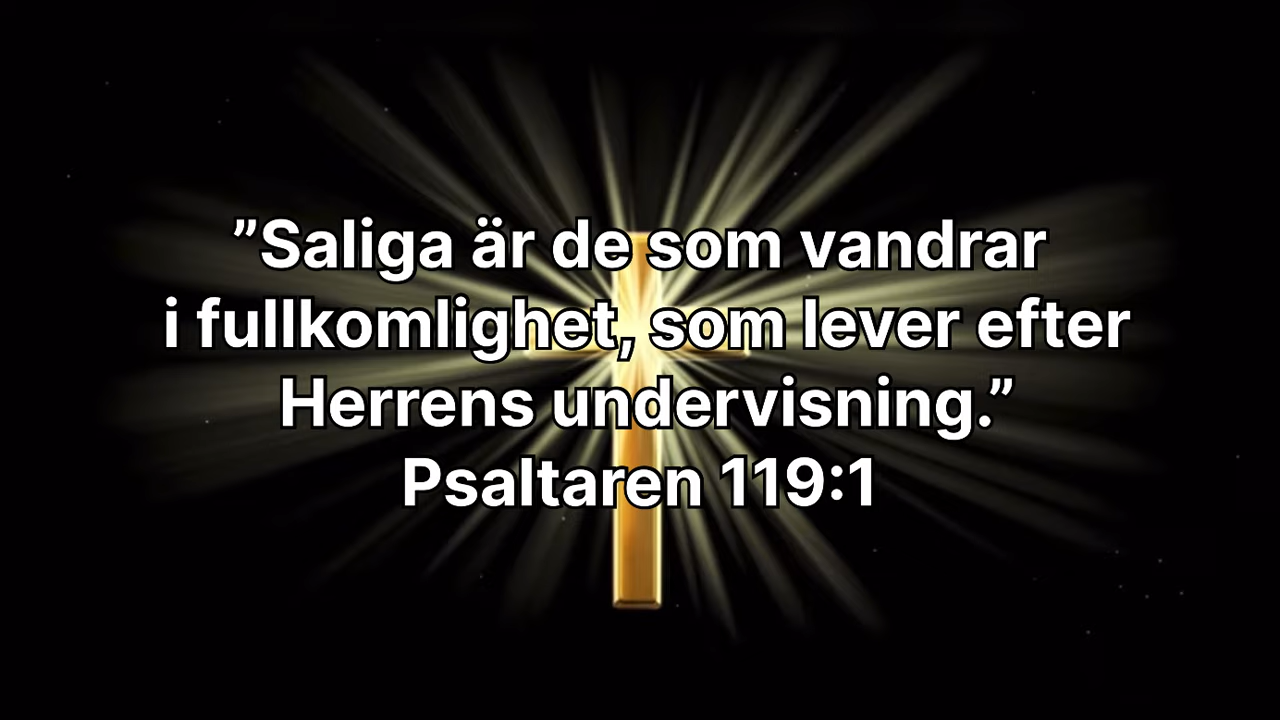 ”Saliga är de som vandrar
i fullkomlighet, som lever efter
Herrens undervisning.”
Psaltaren 119:1